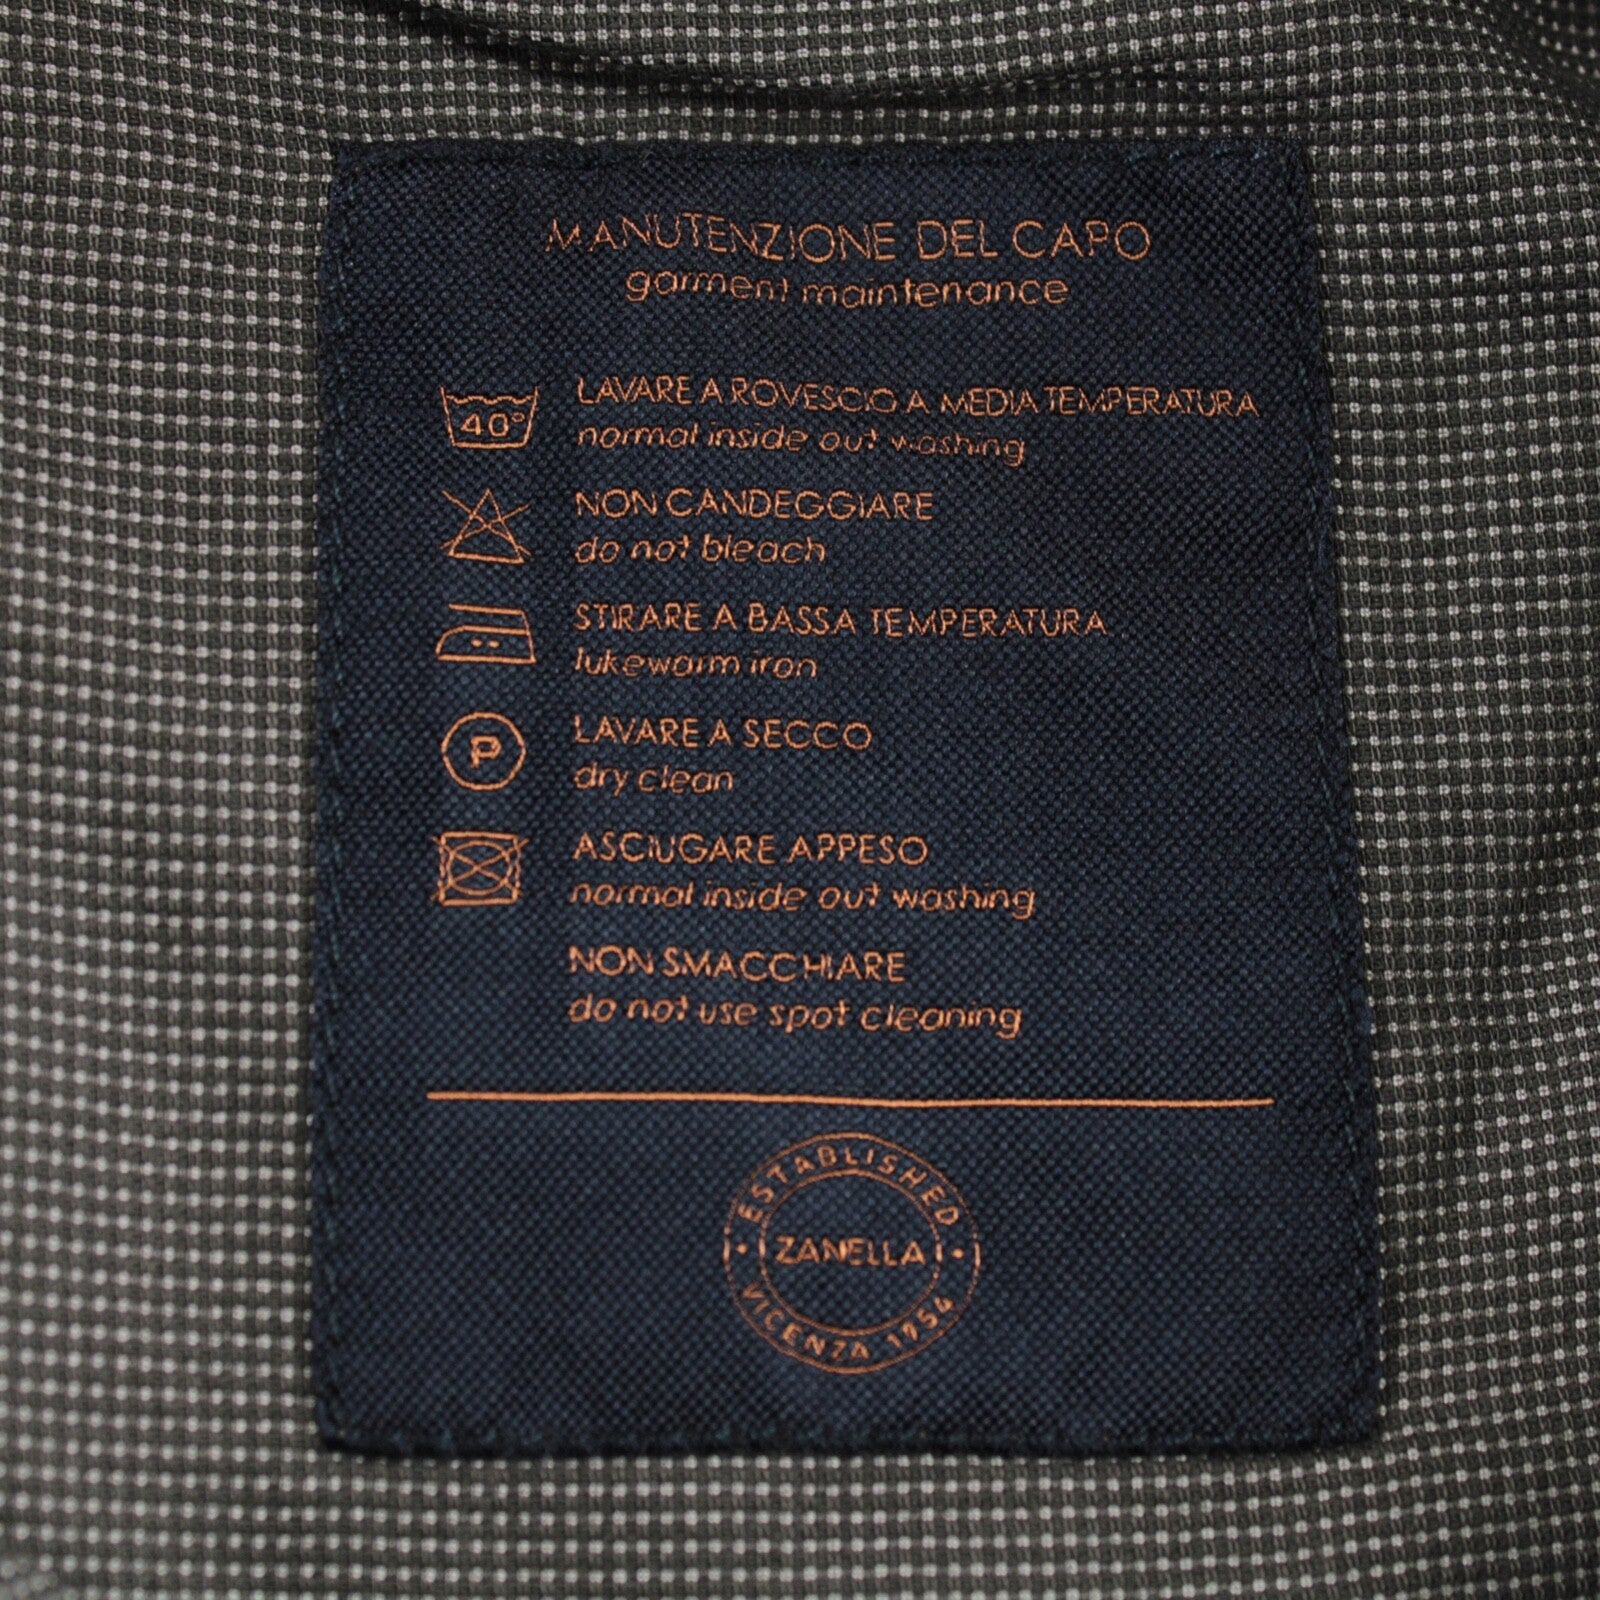 MANUTENZIONE DEL CAPO
garment maintenance
40° LAVARE A ROVESCIO A MEDIA TEMPERATURA
normal inside out washing
NON CANDEGGIARE
do not bleach
STIRARE A BASSA TEMPERATURA
lukewarm iron
P LAVARE A SECCO
dry clean
ASCIUGARE APPESO
normal inside out washing
NON SMACCHIARE
do not use spot cleaning
ESTABLISHED
ZANELLA
VICENZA 1954